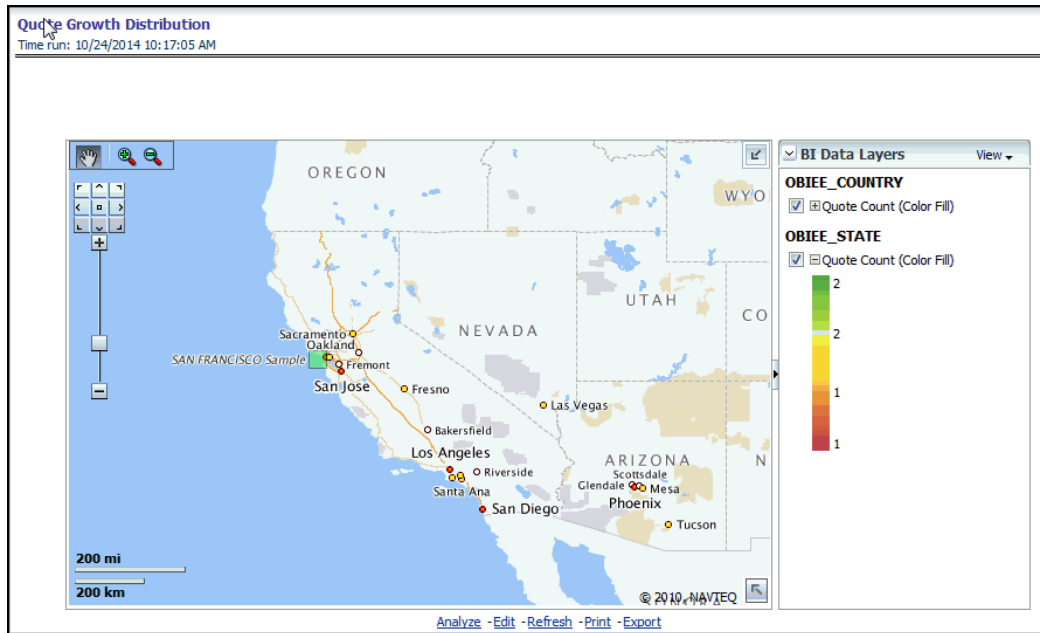 Quote Growth Distribution
Time run: 10/24/2014 10:17:05 AM
OREGON
WYO
UTAH
CO
NEVADA
Sacramento
Oakland
SAN FRANCISCO Sample
Fremont
San Jose
Fresno
Las Vegas
Bakersfield
Los Angeles
ARIZONA
N
Riverside
Scottsdale
Glendale
Mesa
Santa Ana
Phoenix
San Diego
Tucson
200 mi
200 km
© 2010, NAVTEQ
BI Data Layers
View
OBIEE_COUNTRY
Quote Count (Color Fill)
OBIEE_STATE
Quote Count (Color Fill)
2
2
1
1
Analyze - Edit - Refresh - Print - Export